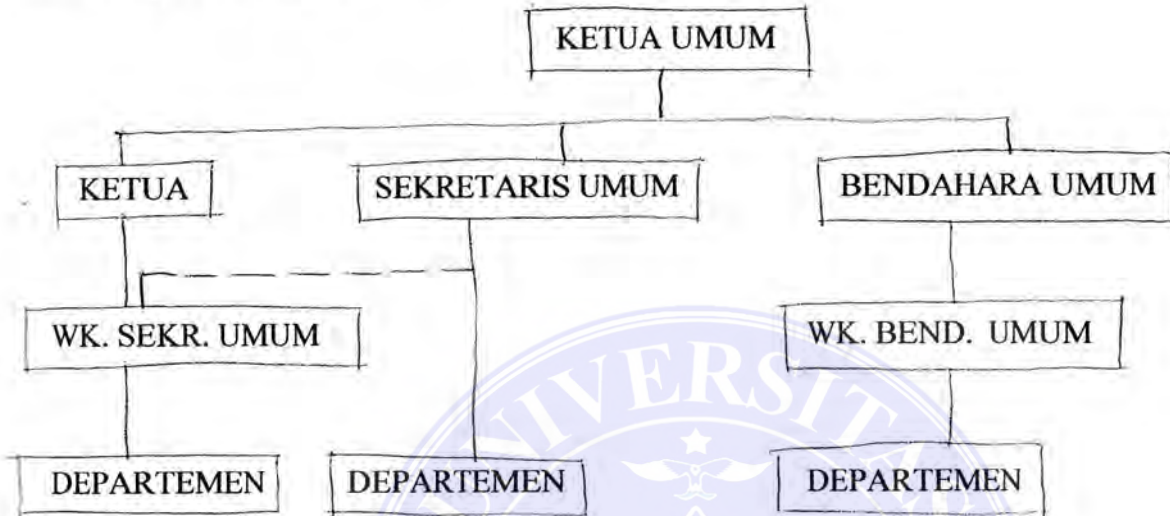 KETUA UMUM
KETUA
SEKRETARIS UMUM
BENDAHARA UMUM
WK. SEKR. UMUM
WK. BEND. UMUM
DEPARTEMEN
DEPARTEMEN
DEPARTEMEN